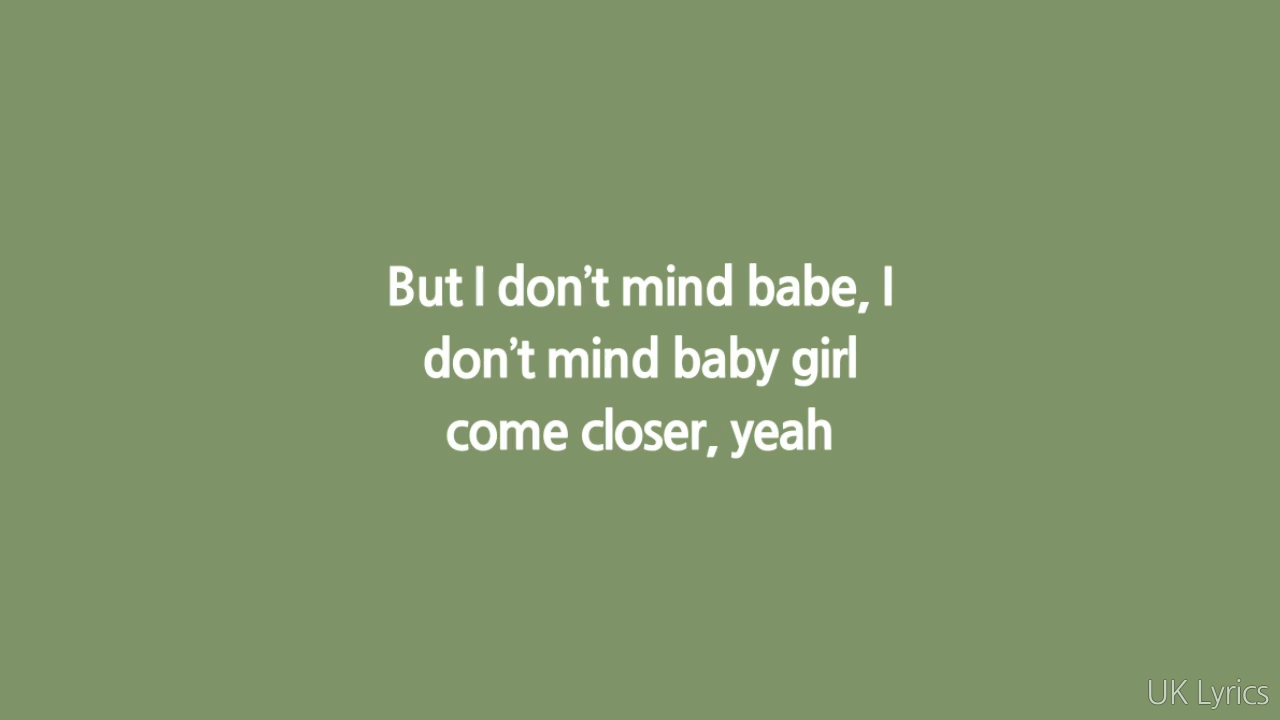 But I don’t mind babe, I
don’t mind baby girl
come closer, yeah
UK Lyrics